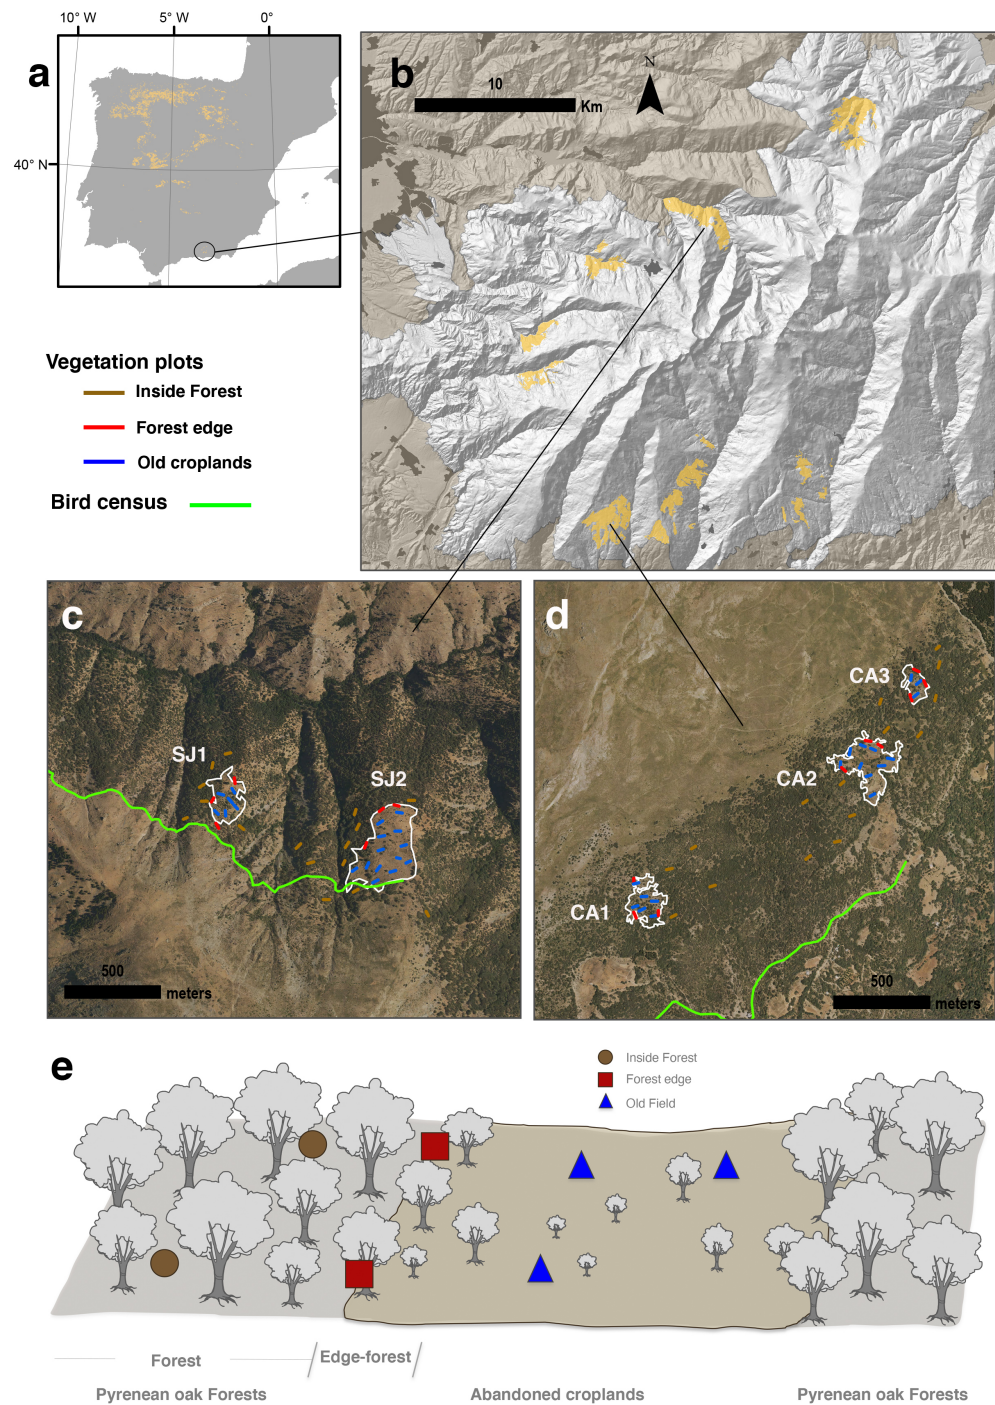 10° W 5° W 0°
a
40° N
b
10
Km
N
Vegetation plots
Inside Forest
Forest edge
Old croplands
Bird census
c
SJ1
SJ2
500
meters
d
CA3
CA2
CA1
500
meters
e
Inside Forest
Forest edge
Old Field
Forest
Edge-forest
Pyrenean oak Forests
Abandoned croplands
Pyrenean oak Forests